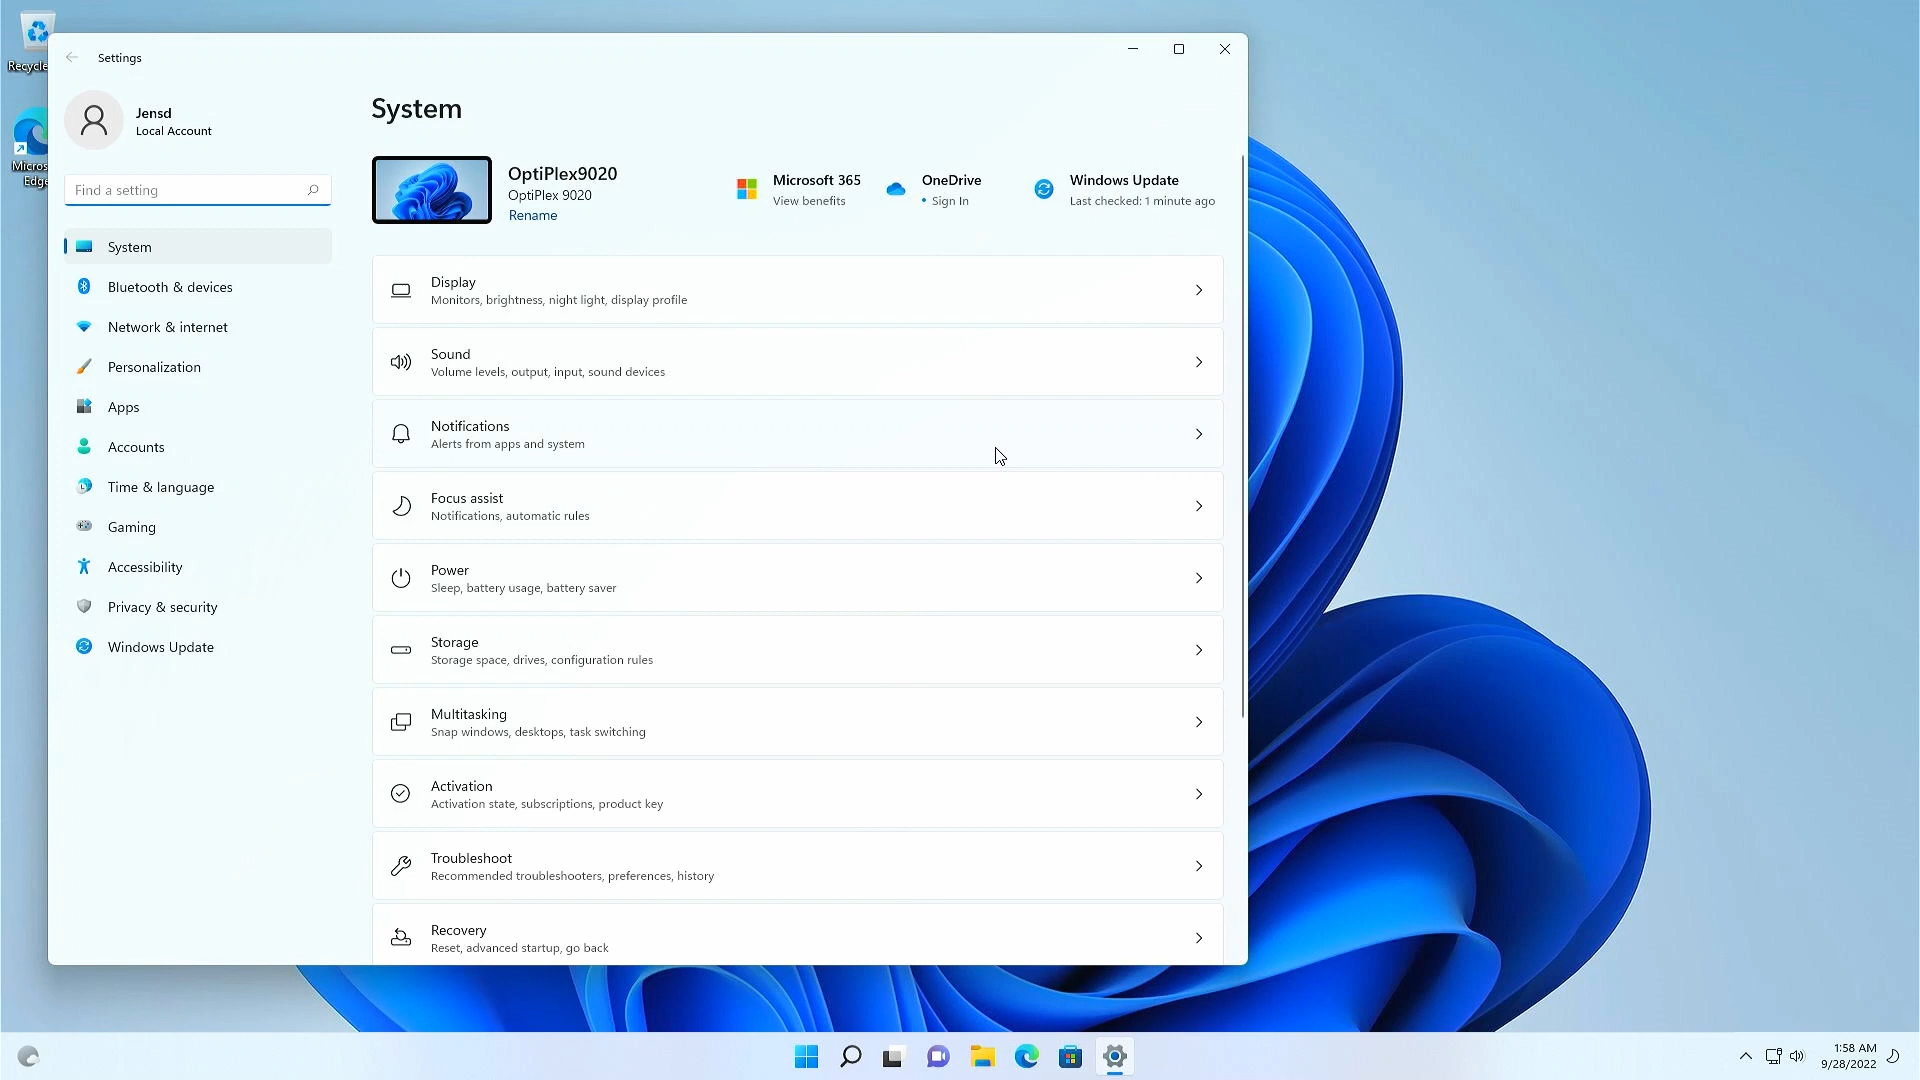 Recycle
Micros
Edge
Settings
Jensd
Local Account
Find a setting
System
Bluetooth & devices
Network & internet
Personalization
Apps
Accounts
Time & language
Gaming
Accessibility
Privacy & security
Windows Update
System
OptiPlex9020
OptiPlex 9020
Rename
Microsoft 365
View benefits
OneDrive
• Sign In
Windows Update
Last checked: 1 minute ago
Display
Monitors, brightness, night light, display profile
Sound
Volume levels, output, input, sound devices
Notifications
Alerts from apps and system
Focus assist
Notifications, automatic rules
Power
Sleep, battery usage, battery saver
Storage
Storage space, drives, configuration rules
Multitasking
Snap windows, desktops, task switching
Activation
Activation state, subscriptions, product key
Troubleshoot
Recommended troubleshooters, preferences, history
Recovery
Reset, advanced startup, go back
1:58 AM
9/28/2022